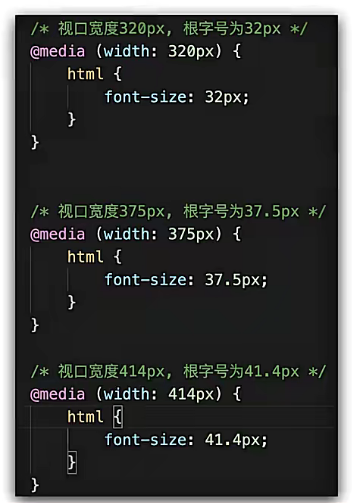 /* 视口宽度320px, 根字号为32px */
@media (width: 320px) {
    html {
        font-size: 32px;
    }
}
/* 视口宽度375px, 根字号为37.5px */
@media (width: 375px) {
    html {
        font-size: 37.5px;
    }
}
/* 视口宽度414px, 根字号为41.4px */
@media (width: 414px) {
    html {
        font-size: 41.4px;
    }
}